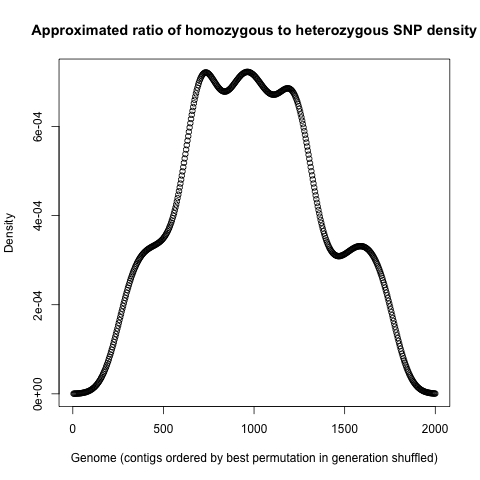 Approximated ratio of homozygous to heterozygous SNP density
Density
6e-04
4e-04
2e-04
0e+00
0 500 1000 1500 2000
Genome (contigs ordered by best permutation in generation shuffled)